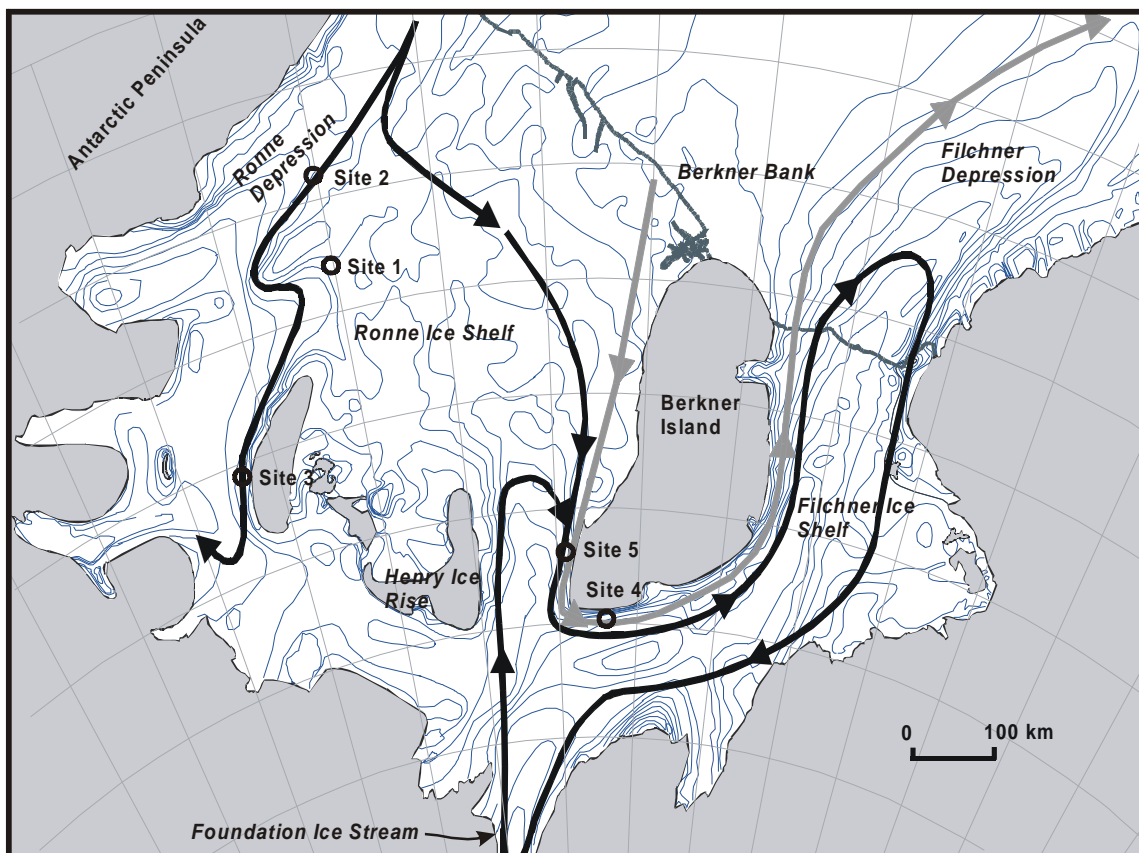 Antarctic Peninsula
Ronne
Depression
Site 2
Berkner Bank
Filchner
Depression
Site 1
Ronne Ice Shelf
Berkner
Island
Site 3
Filchner Ice
Shelf
Site 5
Henry Ice
Rise
Site 4
0 100 km
Foundation Ice Stream